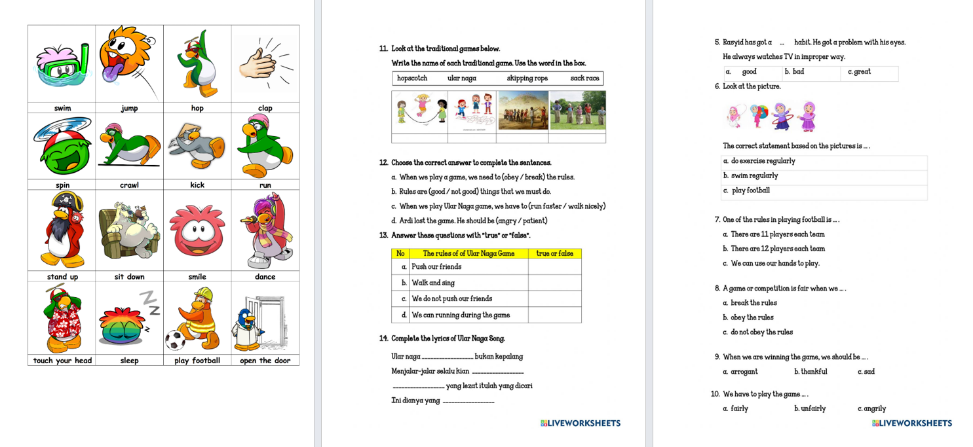 swim jump hop clap
spin crawl kick run
stand up sit down smile dance
touch your head sleep play football open the door
11. Look at the traditional games below.
Write the name of each traditional game. Use the word in the box.
hopscotch ular naga skipping rope sack race
12. Choose the correct answer to complete the sentences.
a. When we play a game, we need to (obey / break) the rules.
b. Rules are (good / not good) things that we must do.
c. When we play Ular Naga game, we have to (run faster / walk nicely)
d. Ardi lost the game. He should be (angry / patient)
13. Answer these questions with "true" or "false".
No The rules of of Ular Naga Game true or false
a. Push our friends
b. Walk and sing
c. We do not push our friends
d. We can running during the game
14. Complete the lyrics of Ular Naga Song.
Ular naga ______________ bukan kepalang
Menjalar-jalar selalu kian ______________
______________ yang lezat itulah yang dicari
Ini dianya yang ______________
LIVEWORKSHEETS
5. Rasyid has got a ... habit. He got a problem with his eyes.
He always watches TV in improper way.
a. good b. bad c. great
6. Look at the picture.
The correct statement based on the pictures is ... .
a. do exercise regularly
b. swim regularly
c. play football
7. One of the rules in playing football is ... .
a. There are 11 players each team
b. There are 12 players each team
c. We can use our hands to play.
8. A game or competition is fair when we ... .
a. break the rules
b. obey the rules
c. do not obey the rules
9. When we are winning the game, we should be ... .
a. arrogant b. thankful c. sad
10. We have to play the game ... .
a. fairly b. unfairly c. angrily
LIVEWORKSHEETS